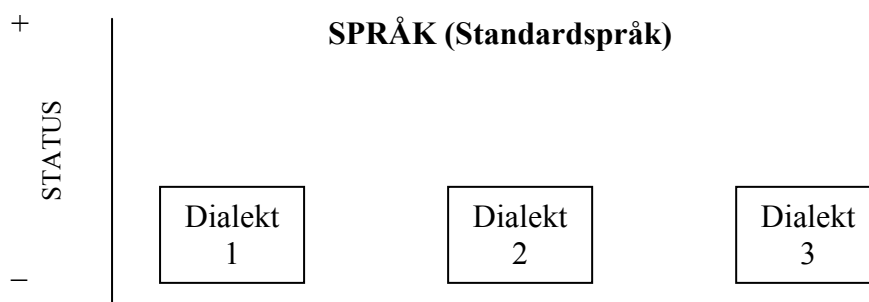 +
SPRÅK (Standardspråk)
STATUS
Dialekt
1
Dialekt
2
Dialekt
3
–